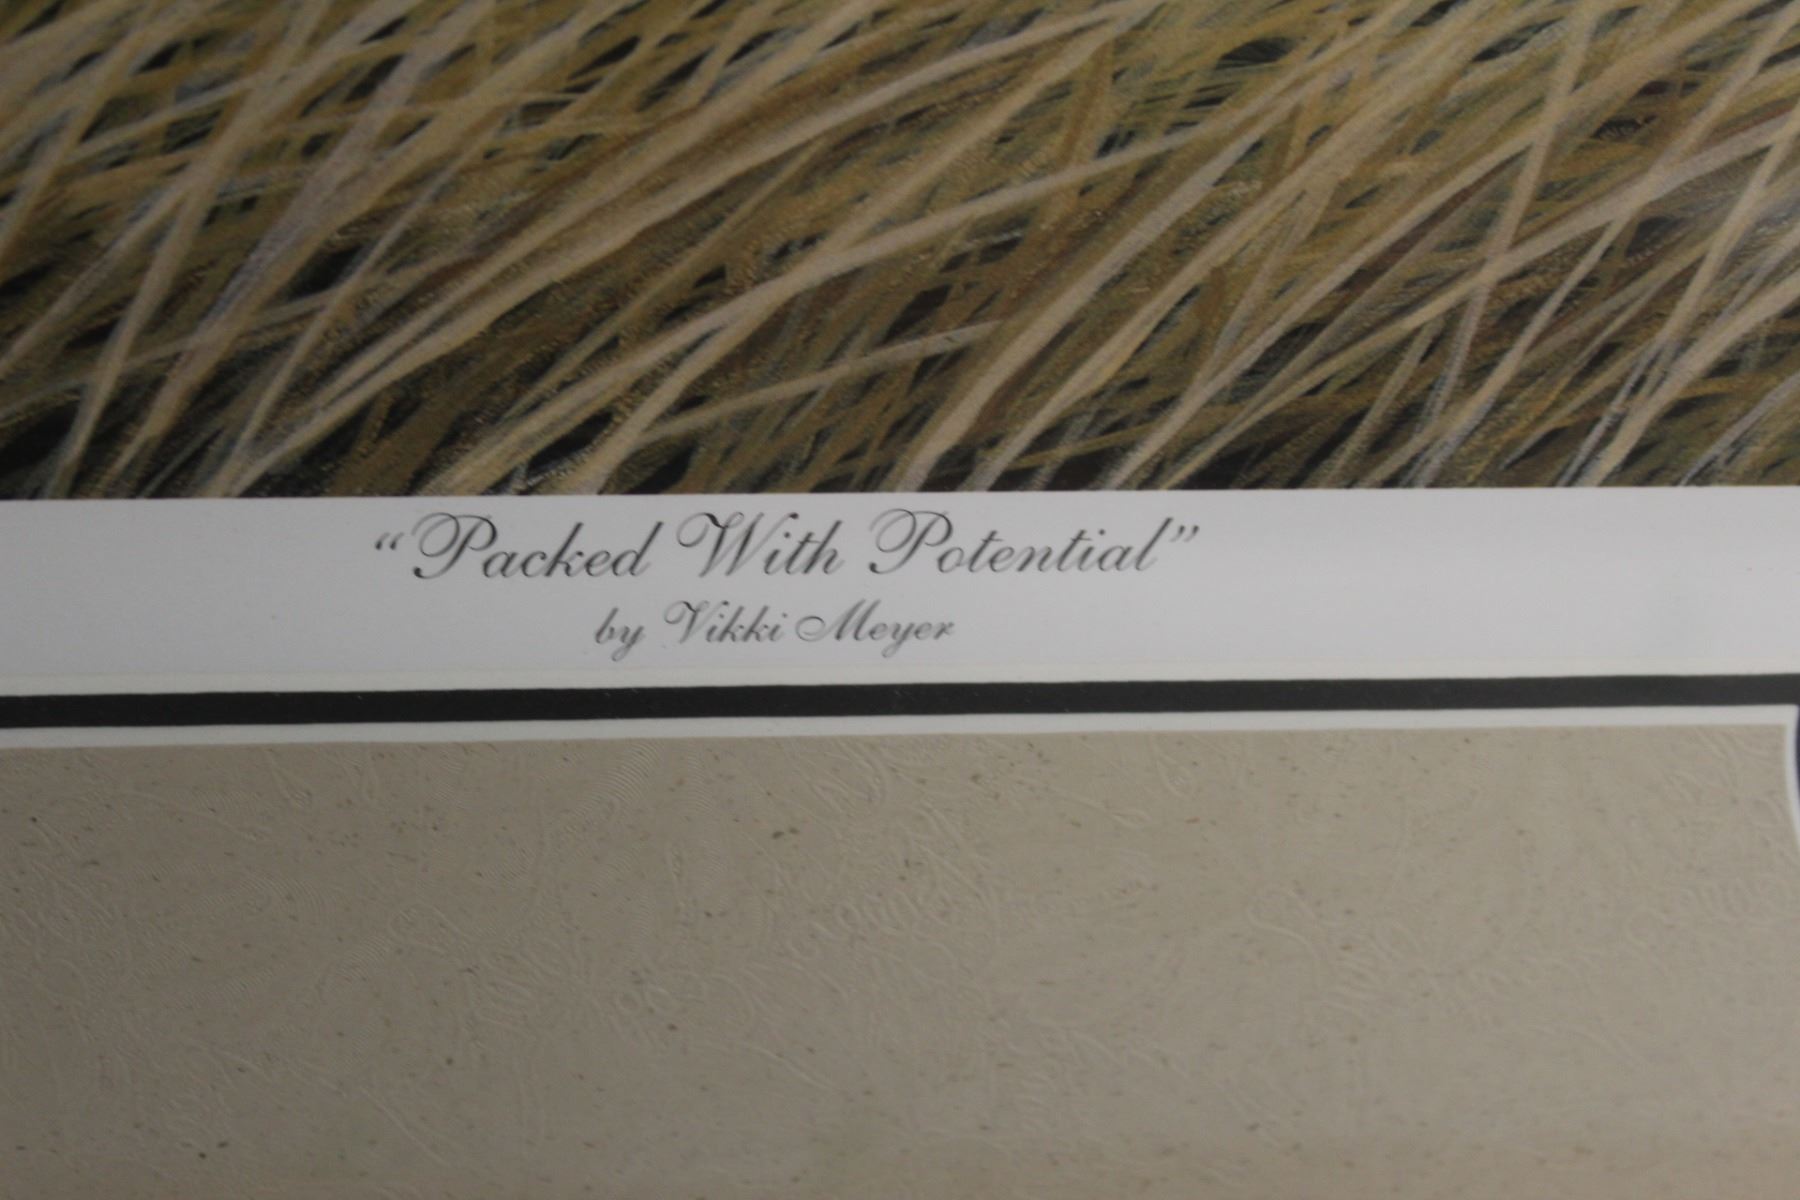 “Packed With Potential”
by Vikki Meyer